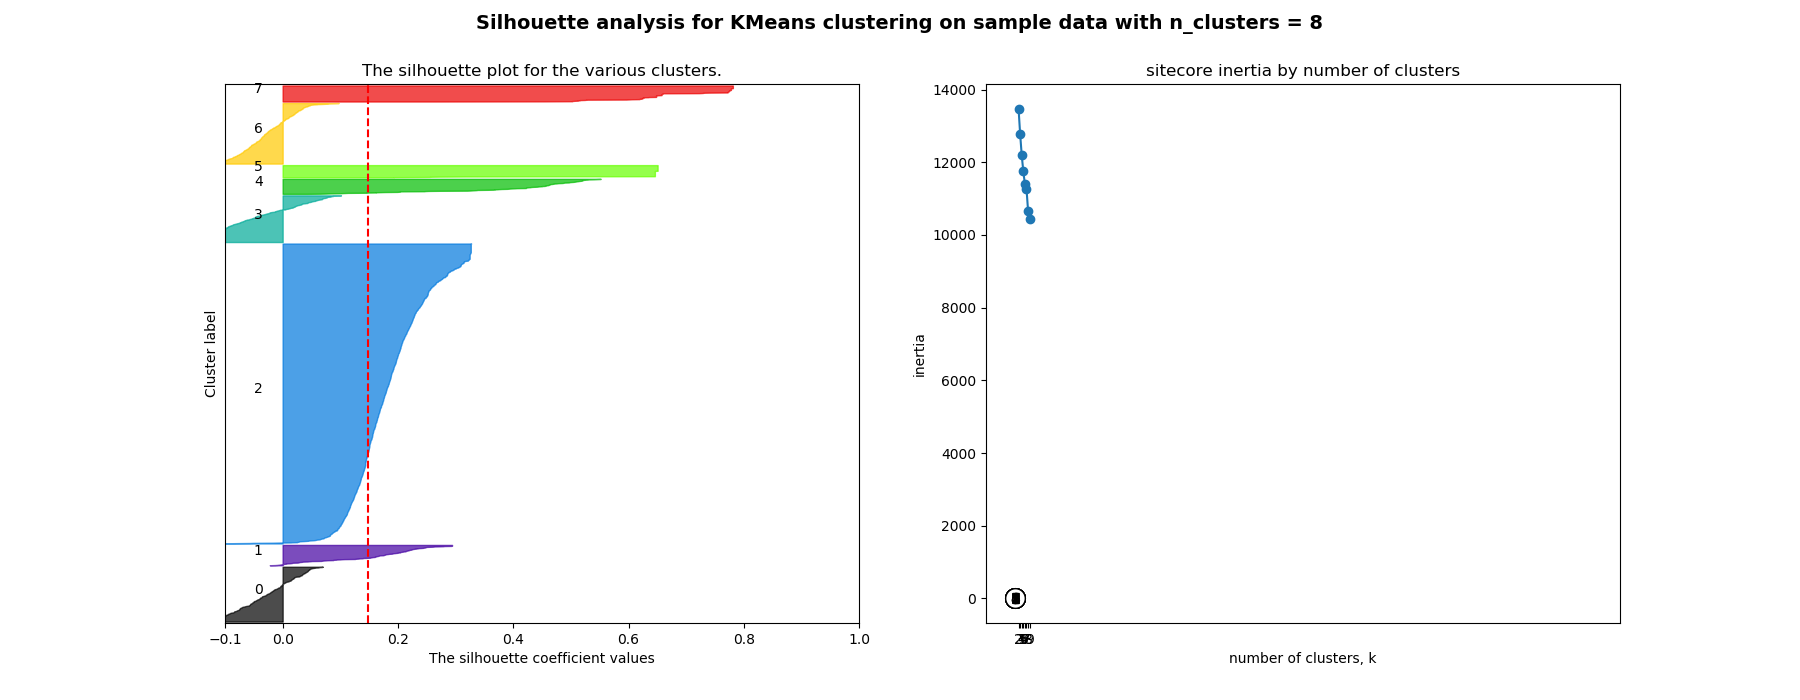 Silhouette analysis for KMeans clustering on sample data with n_clusters = 8
The silhouette plot for the various clusters.
7
6
5
4
3
2
1
0
Cluster label
−0.1 0.0 0.2 0.4 0.6 0.8 1.0
The silhouette coefficient values
sitecore inertia by number of clusters
14000
12000
10000
8000
6000
4000
2000
0
inertia
number of clusters, k